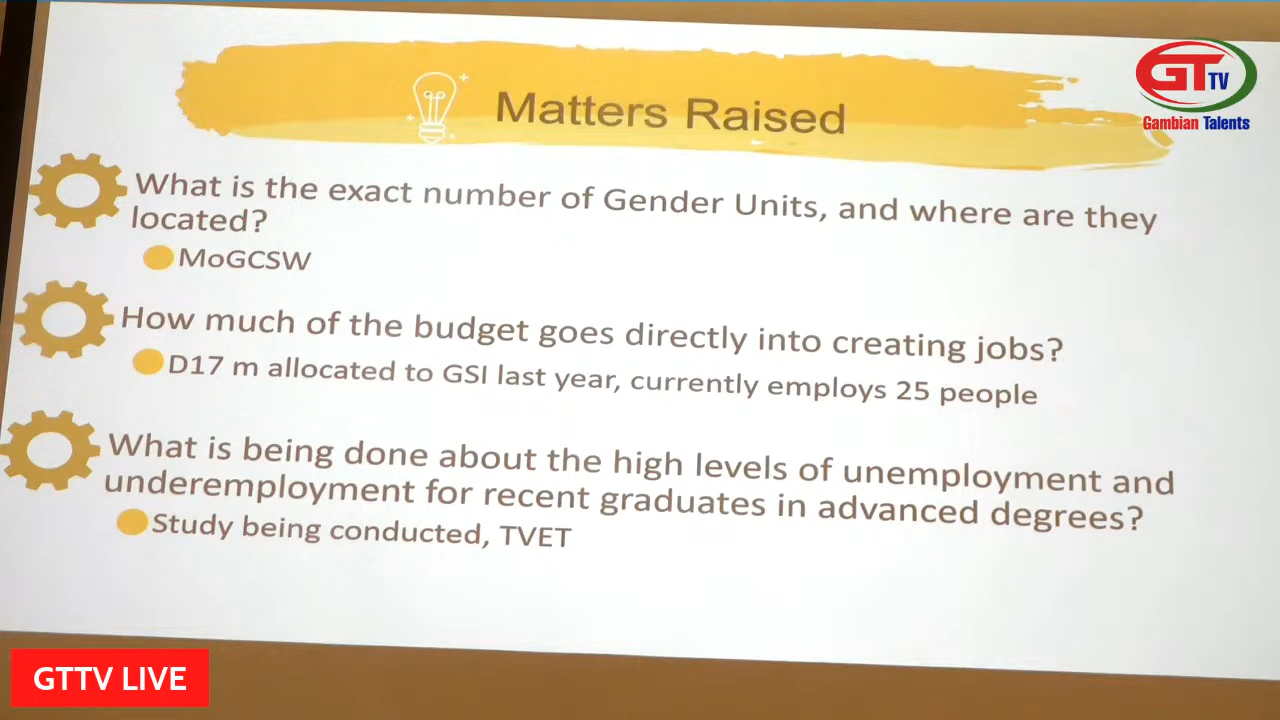 GT TV
Gambian Talents
Matters Raised
What is the exact number of Gender Units, and where are they
located?
MoGCSW
How much of the budget goes directly into creating jobs?
D17 m allocated to GSI last year, currently employs 25 people
What is being done about the high levels of unemployment and
underemployment for recent graduates in advanced degrees?
Study being conducted, TVET
GTTV LIVE